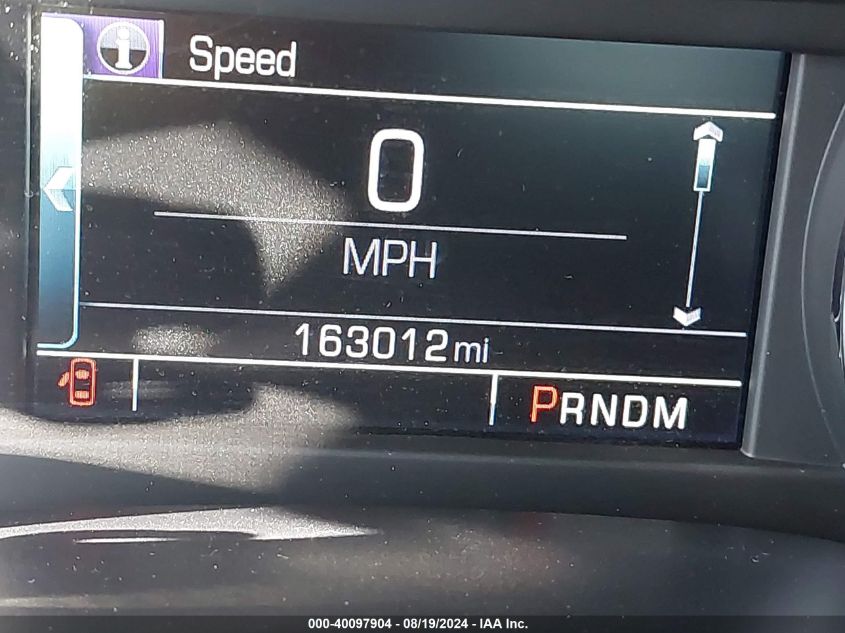 i Speed
0
MPH
163012mi
PRNDM
000-40097904 - 08/19/2024 - IAA Inc.